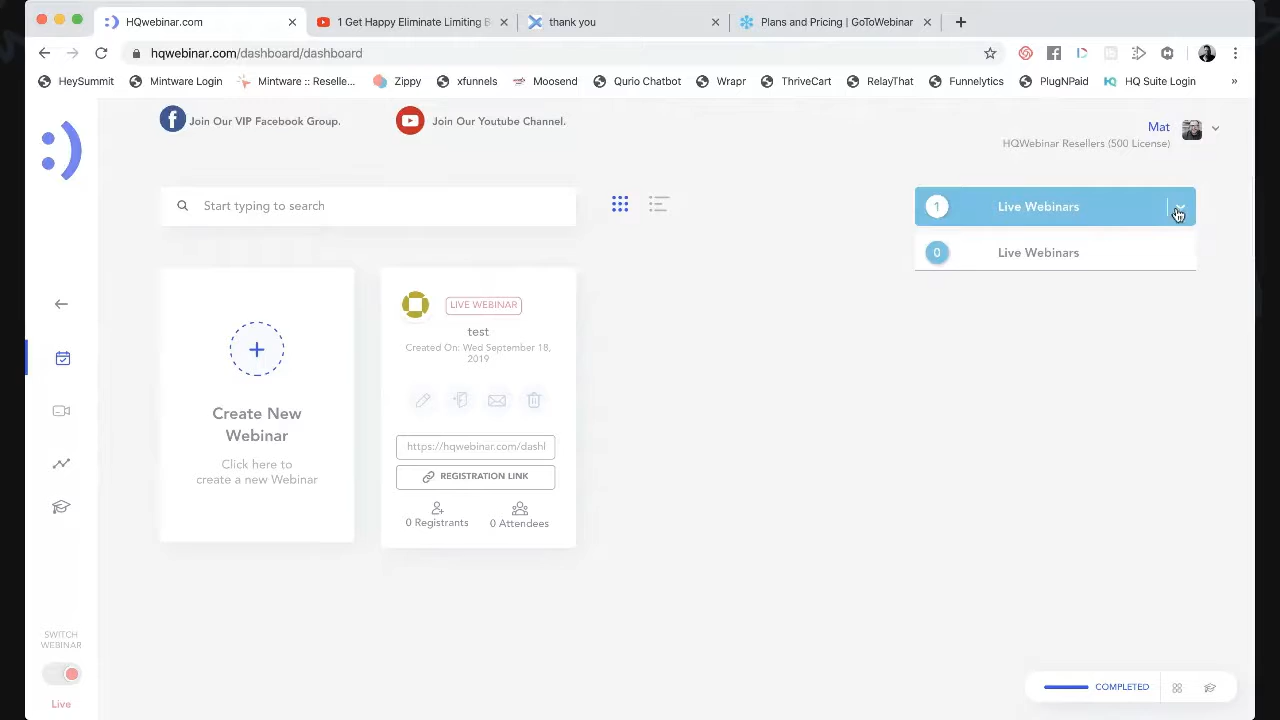 HQwebinar.com
1 Get Happy Eliminate Limiting B
thank you
Plans and Pricing | GoToWebinar
hqwebinar.com/dashboard/dashboard
HeySummit
Mintware Login
Mintware :: Reselle...
Zippy
xfunnels
Moosend
Qurio Chatbot
Wrapr
ThriveCart
RelayThat
Funnelytics
PlugNPaid
HQ Suite Login
»
Join Our VIP Facebook Group.
Join Our Youtube Channel.
Mat
HQWebinar Resellers (500 License)
Start typing to search
1 Live Webinars
0 Live Webinars
Create New
Webinar
Click here to
create a new Webinar
LIVE WEBINAR
test
Created On: Wed September 18,
2019
https://hqwebinar.com/dashl
REGISTRATION LINK
0 Registrants
0 Attendees
SWITCH
WEBINAR
Live
COMPLETED